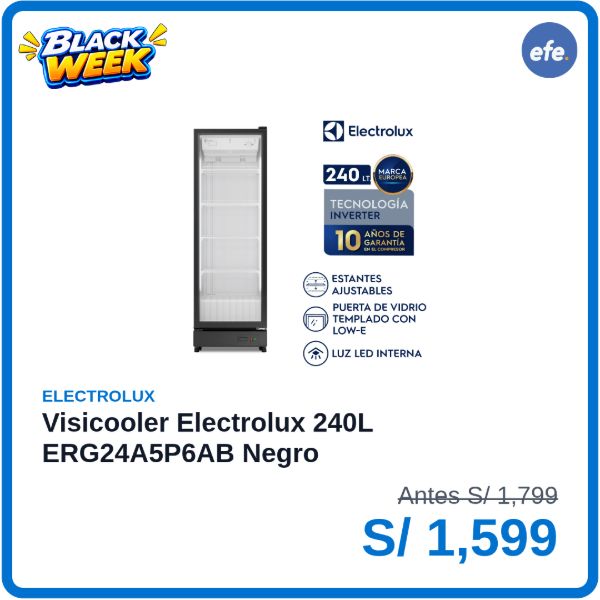 BLACK
WEEK
efe.
Electrolux
240 LT.
MARCA
EUROPEA
TECNOLOGÍA
INVERTER
10 AÑOS DE
GARANTÍA
EN EL COMPRESOR
ESTANTES
AJUSTABLES
PUERTA DE VIDRIO
TEMPLADO CON
LOW-E
LUZ LED INTERNA
ELECTROLUX
Visicooler Electrolux 240L
ERG24A5P6AB Negro
Antes S/ 1,799
S/ 1,599